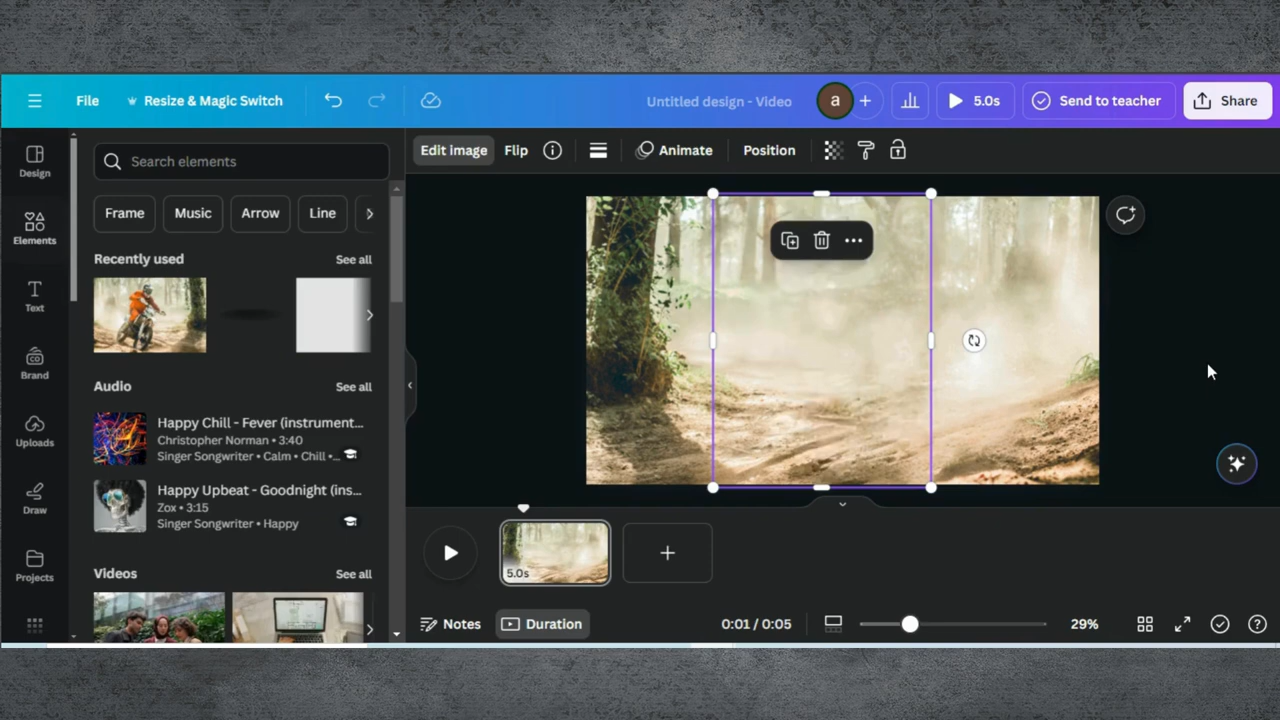 File
Resize & Magic Switch
Untitled design - Video
a
5.0s
Send to teacher
Share
Design
Elements
Text
Brand
Uploads
Draw
Projects
Search elements
Frame
Music
Arrow
Line
Recently used
See all
Audio
See all
Happy Chill - Fever (instrument...
Christopher Norman • 3:40
Singer Songwriter • Calm • Chill •...
Happy Upbeat - Goodnight (ins...
Zox • 3:15
Singer Songwriter • Happy
Videos
See all
Edit image
Flip
Animate
Position
5.0s
Notes
Duration
0:01 / 0:05
29%